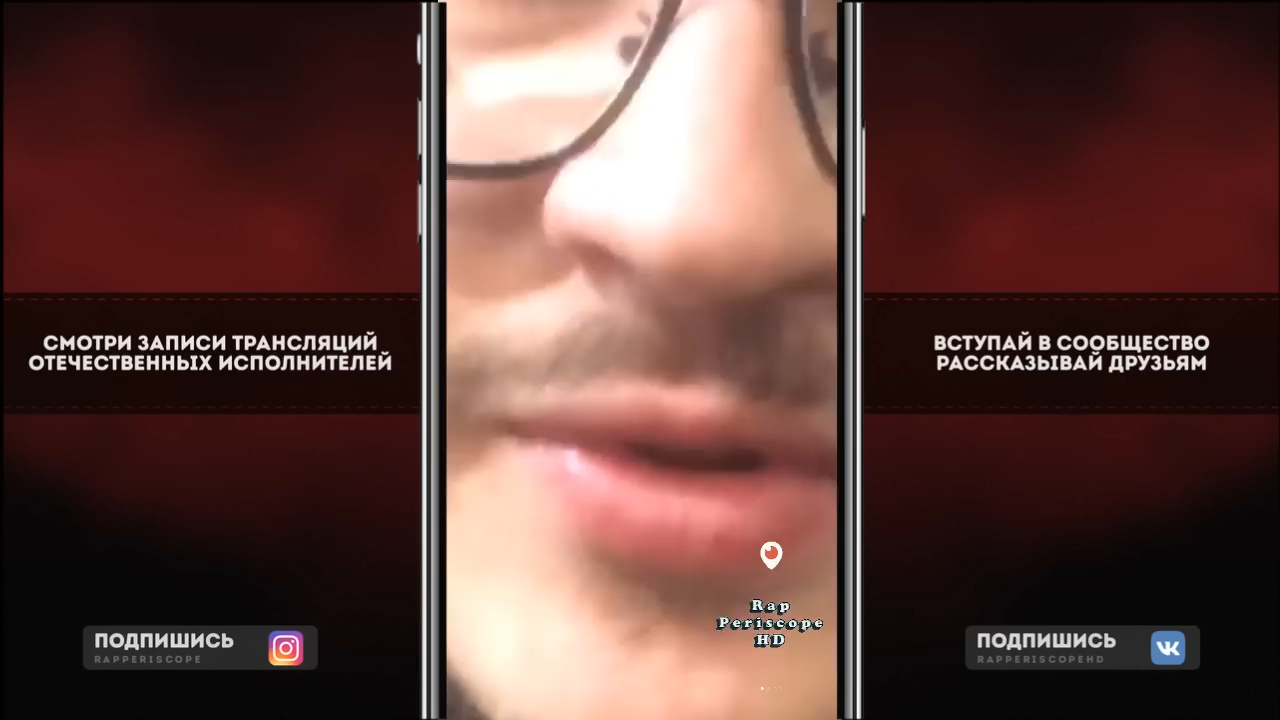 СМОТРИ ЗАПИСИ ТРАНСЛЯЦИЙ
ОТЕЧЕСТВЕННЫХ ИСПОЛНИТЕЛЕЙ
ВСТУПАЙ В СООБЩЕСТВО
РАССКАЗЫВАЙ ДРУЗЬЯМ
Rap
Periscope
HD
ПОДПИШИСЬ
RAPPERISCOPE
ПОДПИШИСЬ
RAPPERISCOPEHD